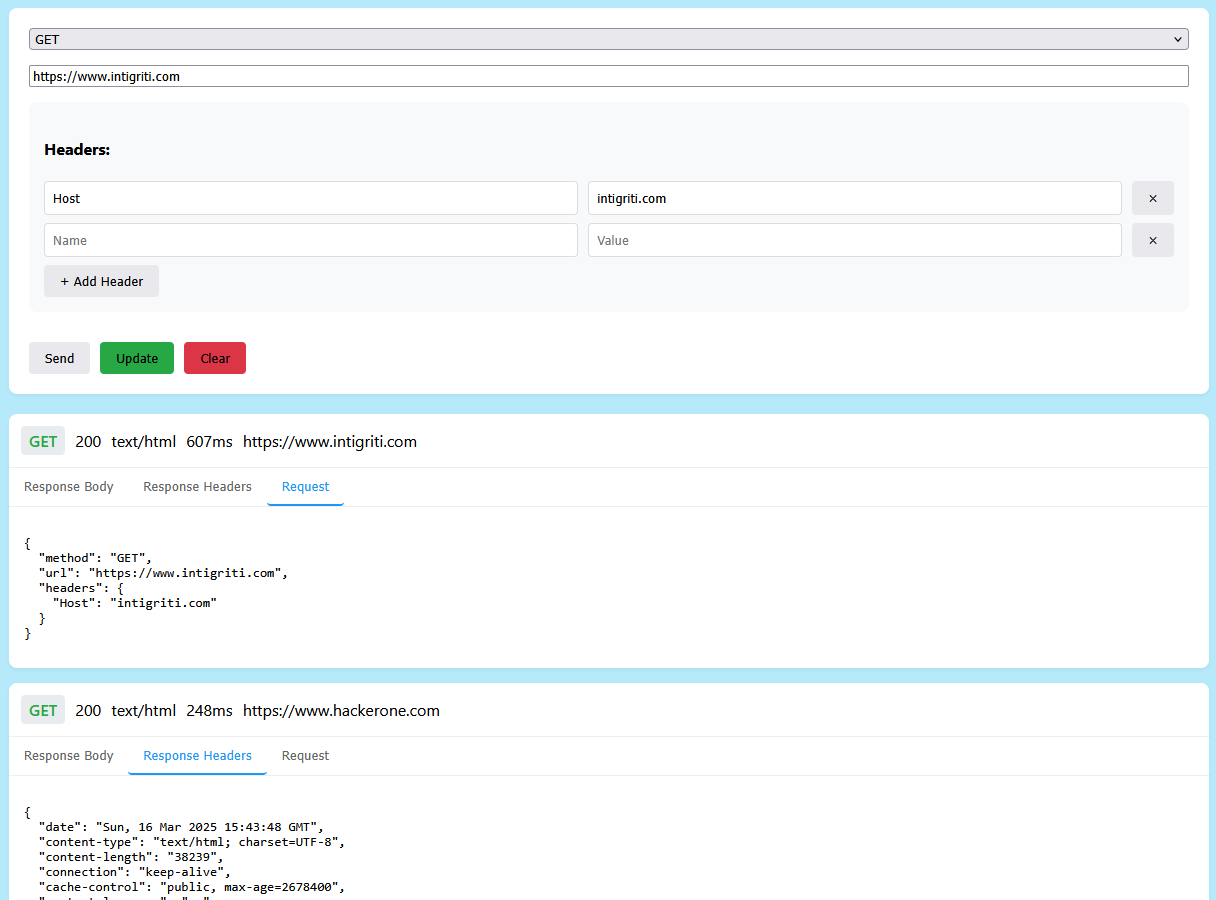 GET
https://www.intigriti.com
Headers:
Host intigriti.com ×
Name Value ×
+ Add Header
Send Update Clear
GET 200 text/html 607ms https://www.intigriti.com
Response Body Response Headers Request
{
  "method": "GET",
  "url": "https://www.intigriti.com",
  "headers": {
    "Host": "intigriti.com"
  }
}
GET 200 text/html 248ms https://www.hackerone.com
Response Body Response Headers Request
{
  "date": "Sun, 16 Mar 2025 15:43:48 GMT",
  "content-type": "text/html; charset=UTF-8",
  "content-length": "38239",
  "connection": "keep-alive",
  "cache-control": "public, max-age=2678400",